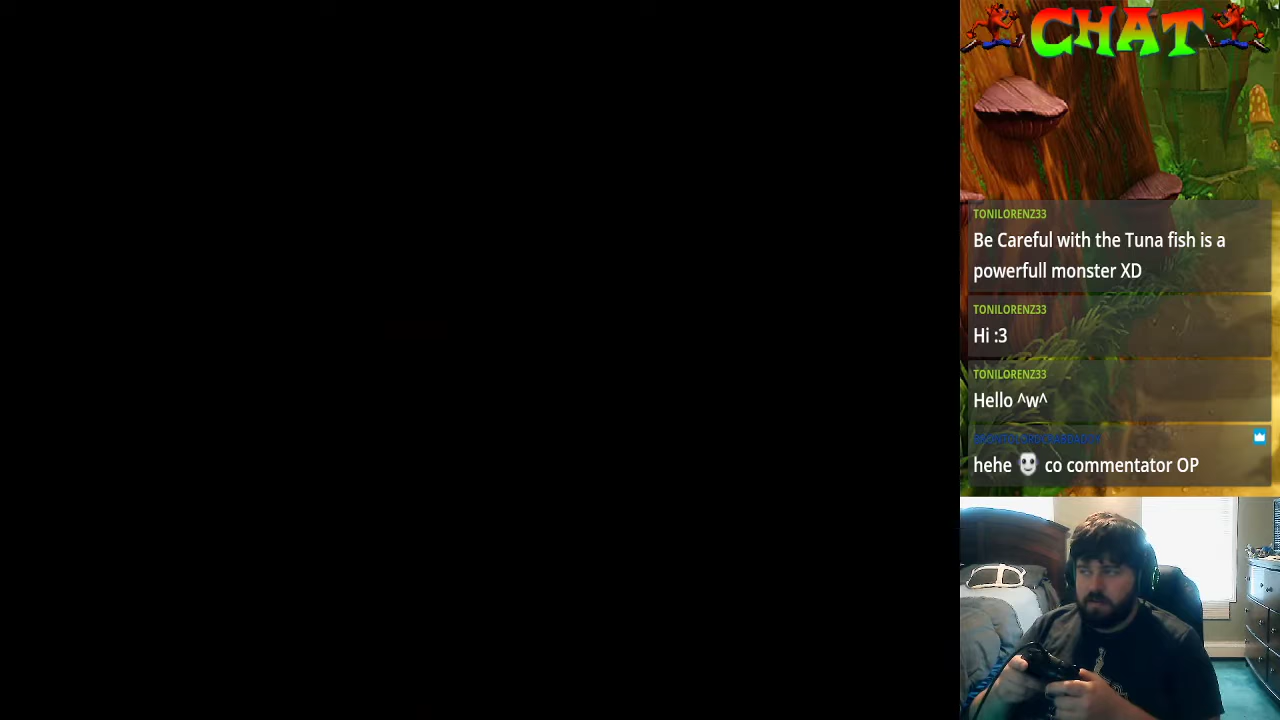 CHAT
TONILORENZ33
Be Careful with the Tuna fish is a
powerfull monster XD
TONILORENZ33
Hi :3
TONILORENZ33
Hello ^w^
hehe co commentator OP